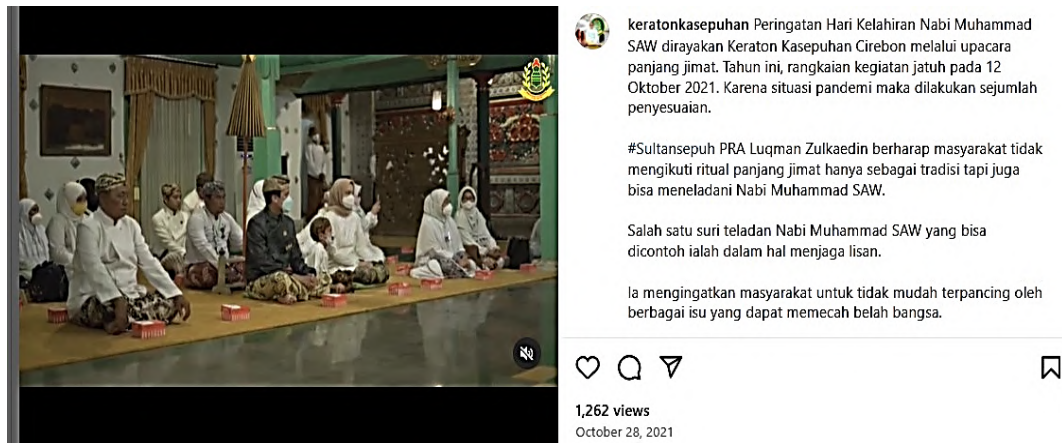 keratonkasepuhan Peringatan Hari Kelahiran Nabi Muhammad
SAW dirayakan Keraton Kasepuhan Cirebon melalui upacara
panjang jimat. Tahun ini, rangkaian kegiatan jatuh pada 12
Oktober 2021. Karena situasi pandemi maka dilakukan sejumlah
penyesuaian.
#Sultansepuh PRA Luqman Zulkaedin berharap masyarakat tidak
mengikuti ritual panjang jimat hanya sebagai tradisi tapi juga
bisa meneladani Nabi Muhammad SAW.
Salah satu suri teladan Nabi Muhammad SAW yang bisa
dicontoh ialah dalam hal menjaga lisan.
Ia mengingatkan masyarakat untuk tidak mudah terpancing oleh
berbagai isu yang dapat memecah belah bangsa.
1,262 views
October 28, 2021